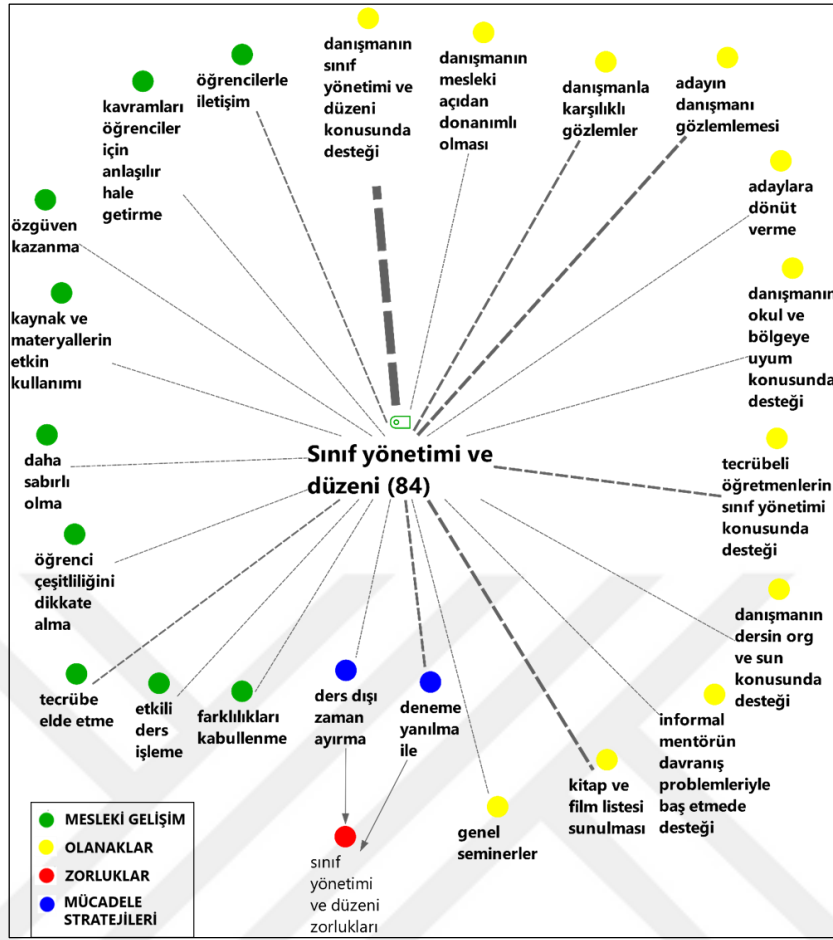 öğrencilerle
iletişim
danışmanın
sınıf
yönetimi ve
düzeni
konusunda
desteği
danışmanın
mesleki
açıdan
donanımlı
olması
danışmanla
karşılıklı
gözlemler
adayın
danışmanı
gözlemlemesi
kavramları
öğrenciler
için
anlaşılır
hale
getirme
adaylara
dönüt
verme
özgüven
kazanma
danışmanın
okul ve
bölgeye
uyum
konusunda
desteği
kaynak ve
materyallerin
etkin
kullanımı
Sınıf yönetimi ve
düzeni (84)
daha
sabırlı
olma
tecrübeli
öğretmenlerin
sınıf yönetimi
konusunda
desteği
öğrenci
çeşitliliğini
dikkate
alma
danışmanın
dersin org
ve sun
konusunda
desteği
tecrübe
elde etme
etkili
ders
işleme
farklılıkları
kabullenme
ders dışı
zaman
ayırma
deneme
yanılma
ile
informal
mentörün
davranış
problemleriyle
baş etmede
desteği
kitap ve
film listesi
sunulması
genel
seminerler
sınıf
yönetimi
ve düzeni
zorlukları
MESLEKİ GELİŞİM
OLANAKLAR
ZORLUKLAR
MÜCADELE
STRATEJİLERİ